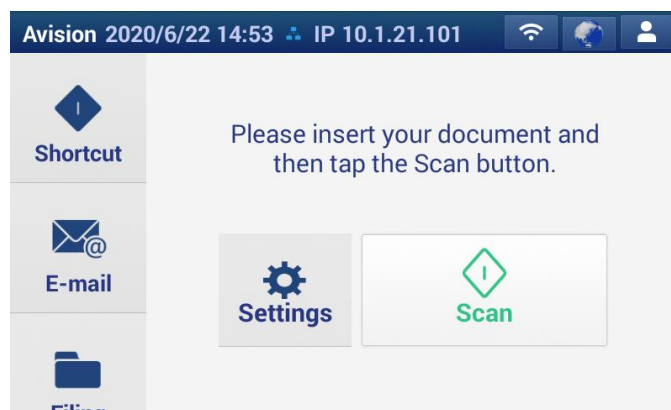 Avision 2020/6/22 14:53 IP 10.1.21.101
Shortcut
Please insert your document and
then tap the Scan button.
E-mail
Settings
Scan
Filing